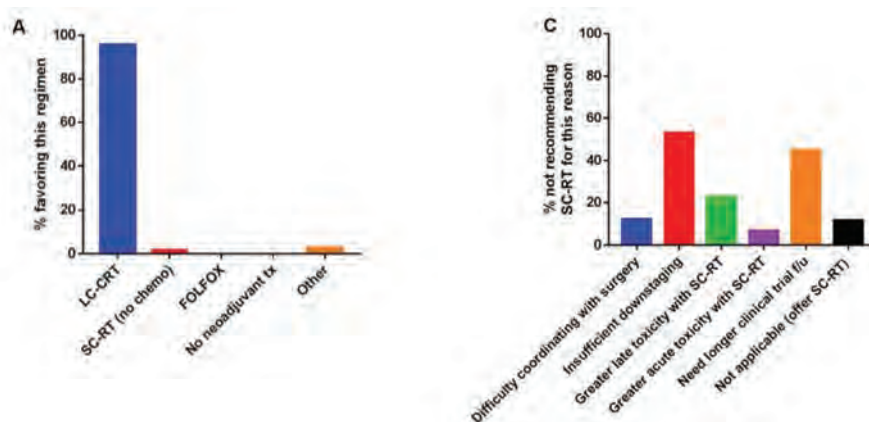 A
% favoring this regimen
100
80
60
40
20
0
LC-CRT
SC-RT (no chemo)
FOLFOX
No neoadjuvant tx
Other
C
% not recommending
SC-RT for this reason
100
80
60
40
20
0
Difficulty coordinating with surgery
Insufficient downstaging
Greater late toxicity with SC-RT
Greater acute toxicity with SC-RT
Need longer clinical trial f/u
Not applicable (offer SC-RT)